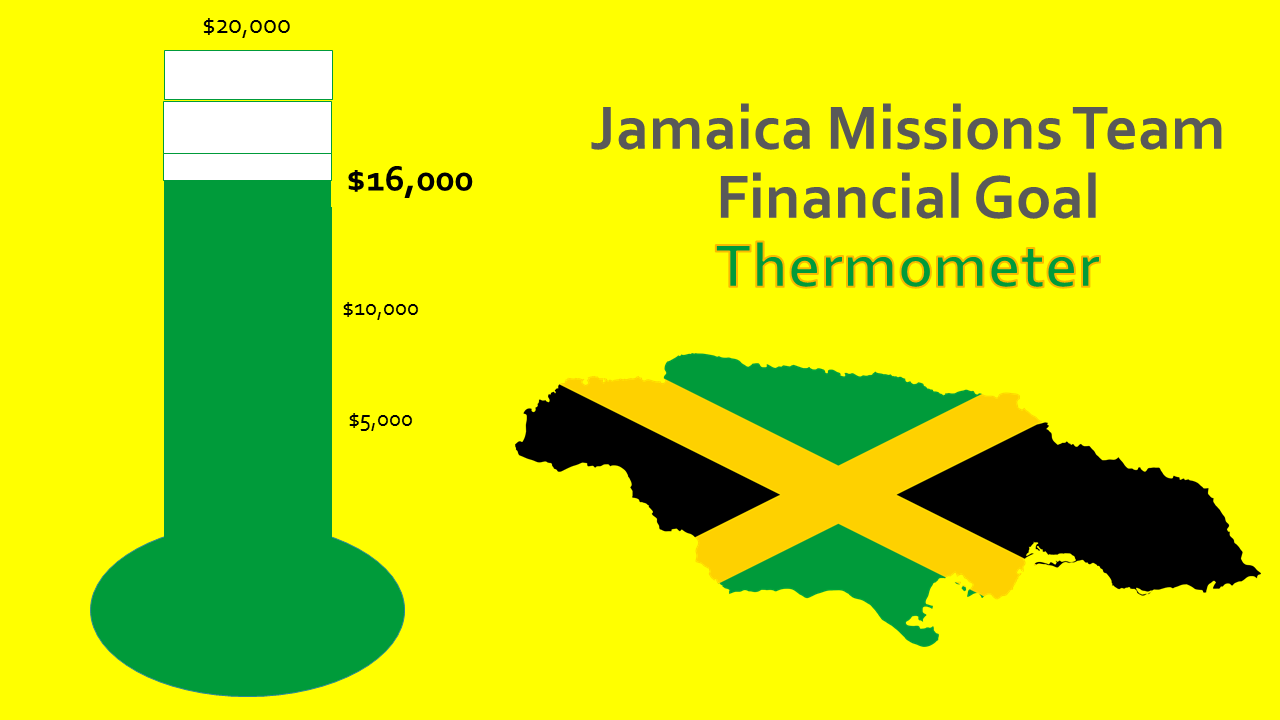 $20,000
$16,000
$10,000
$5,000
Jamaica Missions Team
Financial Goal
Thermometer